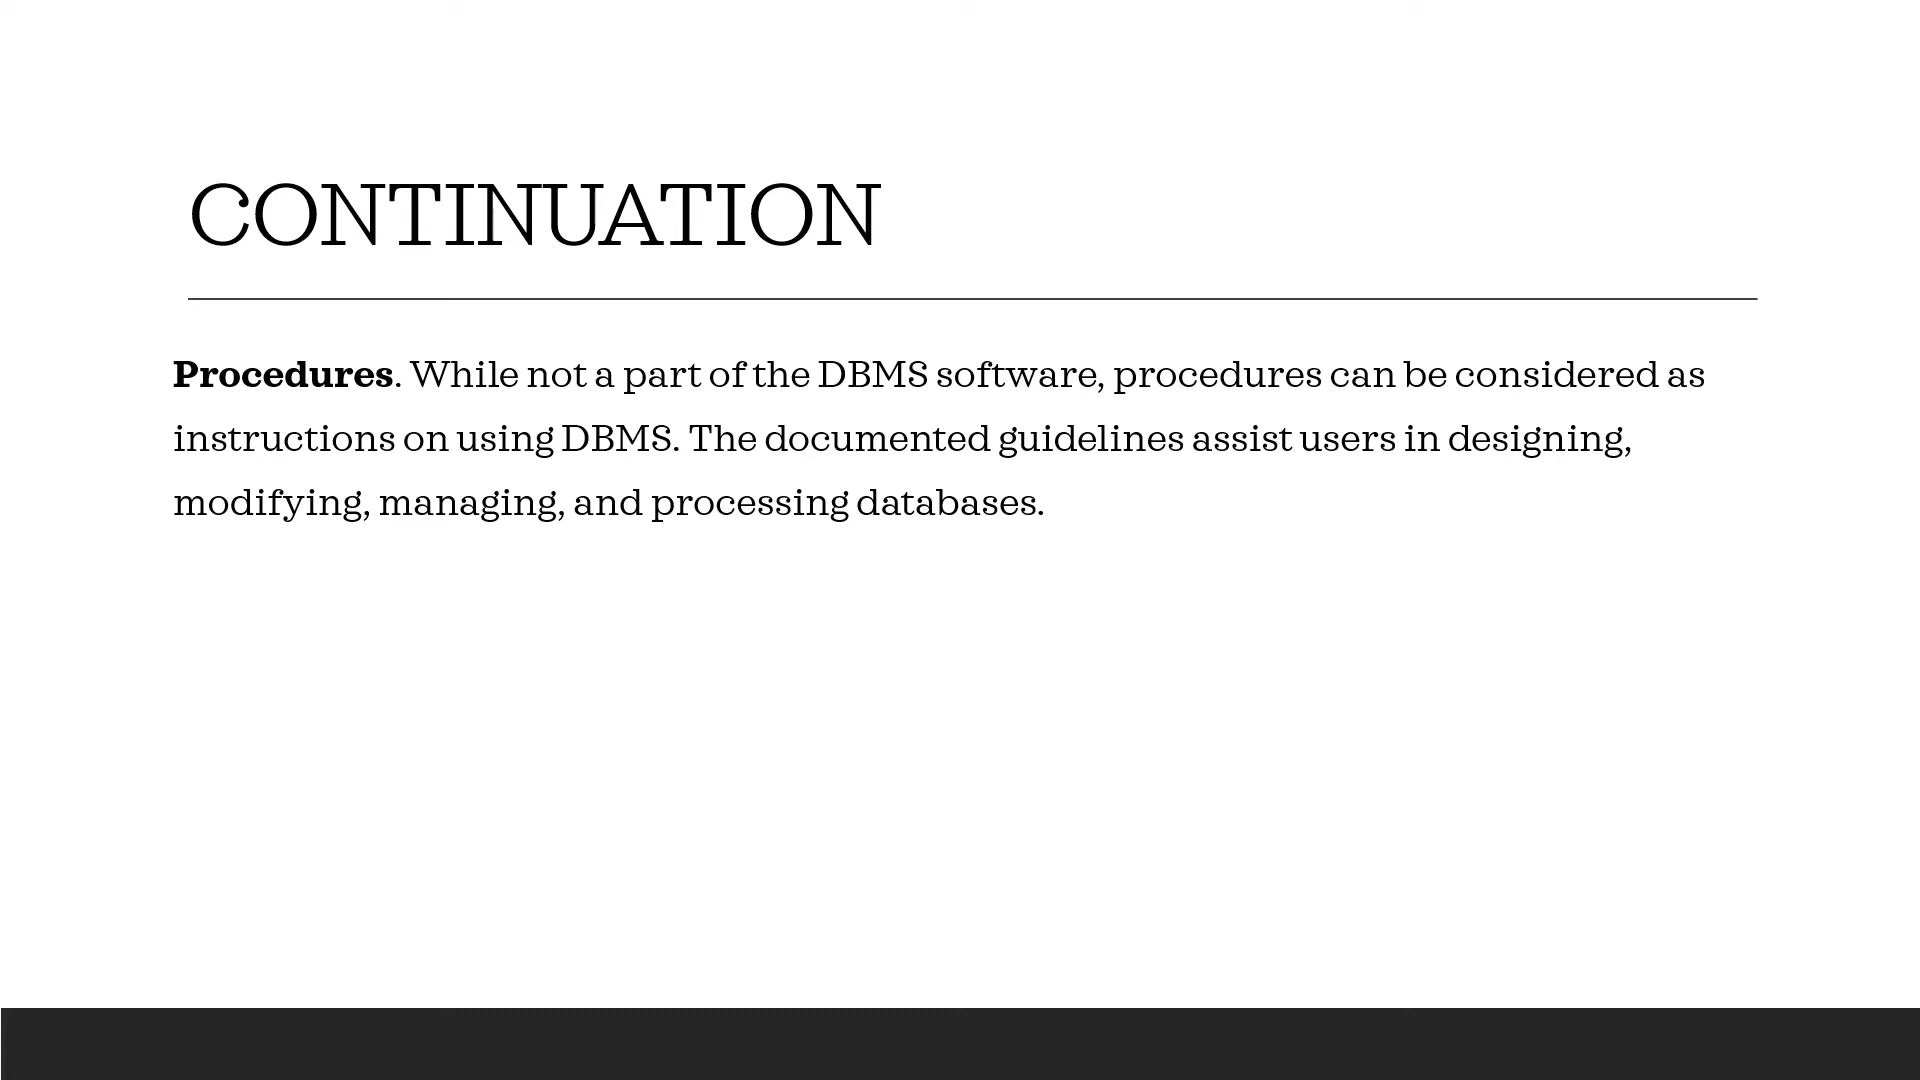 CONTINUATION
Procedures. While not a part of the DBMS software, procedures can be considered as
instructions on using DBMS. The documented guidelines assist users in designing,
modifying, managing, and processing databases.